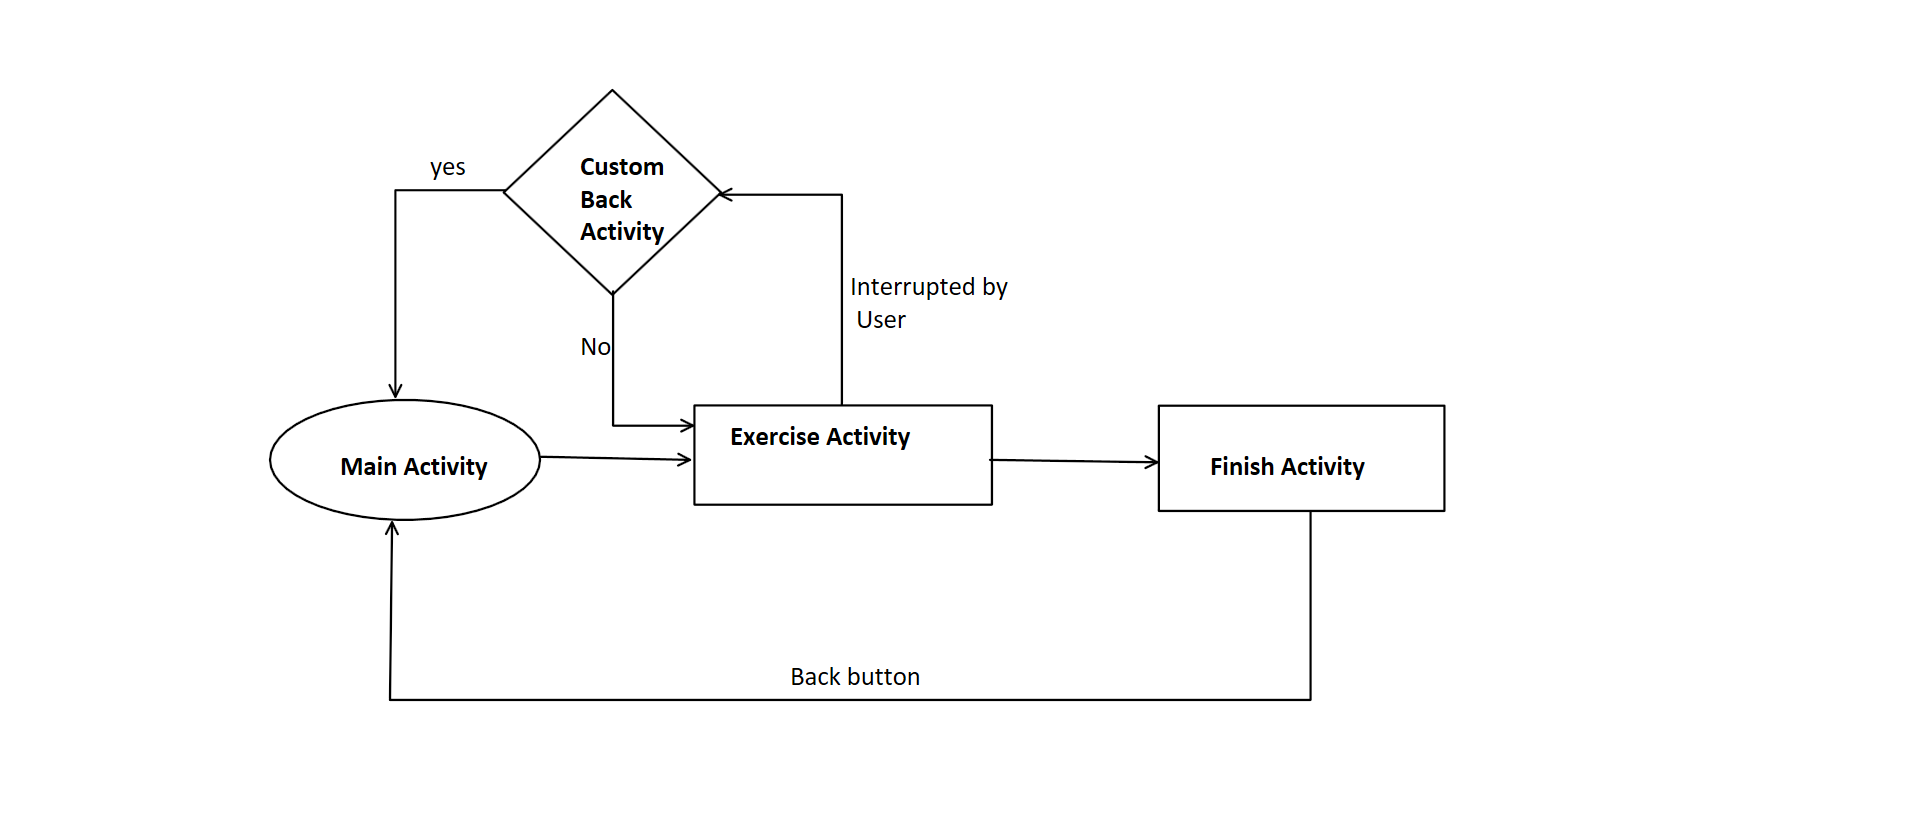 yes
Custom
Back
Activity
Interrupted by
User
No
Main Activity
Exercise Activity
Finish Activity
Back button